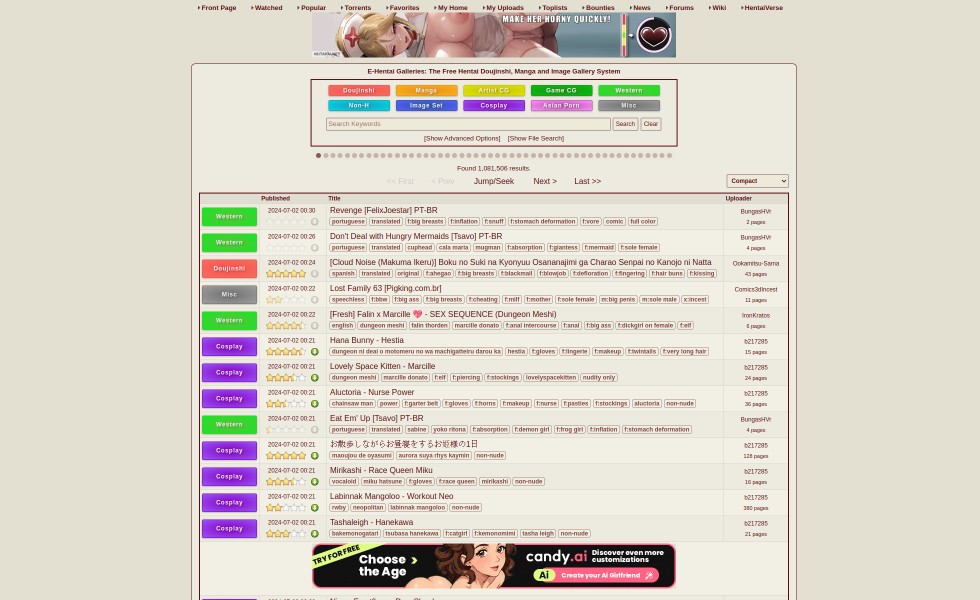 Front Page Watched Popular Torrents Favorites My Home My Uploads Toplists Bounties News Forums Wiki HentaiVerse
MAKE HER HORNY QUICKLY!
E-Hentai Galleries: The Free Hentai Doujinshi, Manga and Image Gallery System
Doujinshi Manga Artist CG Game CG Western
Non-H Image Set Cosplay Asian Porn Misc
Search Keywords Search Clear
[Show Advanced Options] [Show File Search]
Found 1,081,506 results.
<< First < Prev Jump/Seek Next > Last >> Compact
Published Title Uploader
Western 2024-07-02 00:30 Revenge [FelixJoestar] PT-BR BungasHVr
portuguese translated f:big breasts f:inflation f:snuff f:stomach deformation f:vore comic full color 2 pages
Western 2024-07-02 00:26 Don't Deal with Hungry Mermaids [Tsavo] PT-BR BungasHVr
portuguese translated cuphead cala maria mugman f:absorption f:giantess f:mermaid f:sole female 4 pages
Doujinshi 2024-07-02 00:24 [Cloud Noise (Makuma Ikeru)] Boku no Suki na Kyonyuu Osananajimi ga Charao Senpai no Kanojo ni Natta Ookamitsu-Sama
spanish translated original f:ahegao f:big breasts f:blackmail f:blowjob f:defloration f:fingering f:hair buns f:kissing 43 pages
Misc 2024-07-02 00:22 Lost Family 63 [Pigking.com.br] Comics3dIncest
speechless f:bbw f:big ass f:big breasts f:cheating f:milf f:mother f:sole female m:big penis m:sole male x:incest 11 pages
Western 2024-07-02 00:22 [Fresh] Falin x Marcille 💖 - SEX SEQUENCE (Dungeon Meshi) IronKratos
english dungeon meshi falin thorden marcille donato f:anal intercourse f:anal f:big ass f:dickgirl on female f:elf 6 pages
Cosplay 2024-07-02 00:21 Hana Bunny - Hestia b217285
dungeon ni deai o motomeru no wa machigatteiru darou ka hestia f:gloves f:lingerie f:makeup f:twintails f:very long hair 15 pages
Cosplay 2024-07-02 00:21 Lovely Space Kitten - Marcille b217285
dungeon meshi marcille donato f:elf f:piercing f:stockings lovelyspacekitten nudity only 24 pages
Cosplay 2024-07-02 00:21 Aluctoria - Nurse Power b217285
chainsaw man power f:garter belt f:gloves f:horns f:makeup f:nurse f:pasties f:stockings aluctoria non-nude 36 pages
Western 2024-07-02 00:21 Eat Em' Up [Tsavo] PT-BR BungasHVr
portuguese translated sabine yoko ritona f:absorption f:demon girl f:frog girl f:inflation f:stomach deformation 4 pages
Cosplay 2024-07-02 00:21 お散歩しながらお昼寝をするお姫様の1日 b217285
maoujou de oyasumi aurora suya rhys kaymin non-nude 128 pages
Cosplay 2024-07-02 00:21 Mirikashi - Race Queen Miku b217285
vocaloid miku hatsune f:gloves f:race queen mirikashi non-nude 16 pages
Cosplay 2024-07-02 00:21 Labinnak Mangoloo - Workout Neo b217285
rwby neopolitan labinnak mangoloo non-nude 380 pages
Cosplay 2024-07-02 00:21 Tashaleigh - Hanekawa b217285
bakemonogatari tsubasa hanekawa f:catgirl f:kemonomimi tasha leigh non-nude 21 pages
TRY FOR FREE
Choose the Age
candy.ai Discover even more customizations
Ai Create your Ai Girlfriend